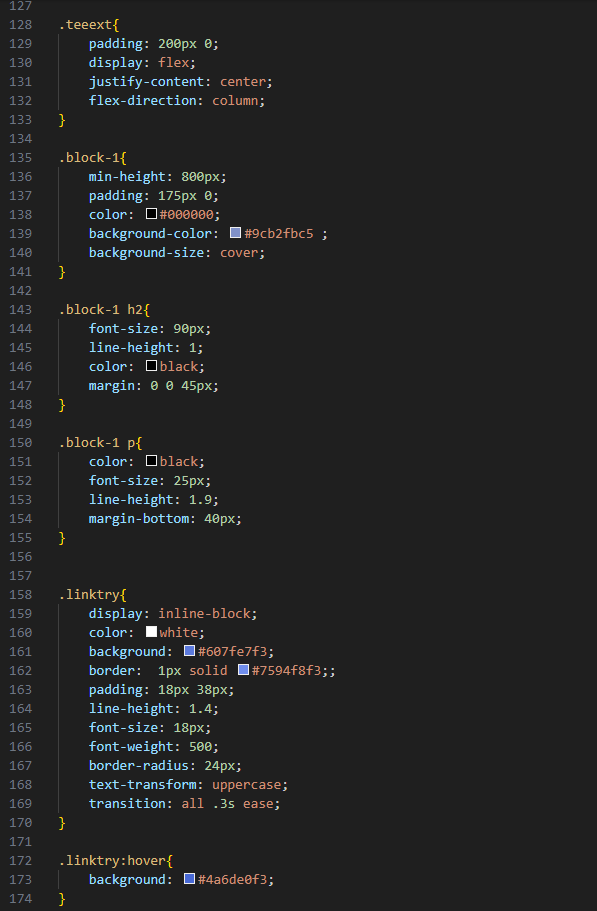 127
128 .teeext{
129 padding: 200px 0;
130 display: flex;
131 justify-content: center;
132 flex-direction: column;
133 }
134
135 .block-1{
136 min-height: 800px;
137 padding: 175px 0;
138 color: #000000;
139 background-color: #9cb2fbc5 ;
140 background-size: cover;
141 }
142
143 .block-1 h2{
144 font-size: 90px;
145 line-height: 1;
146 color: black;
147 margin: 0 0 45px;
148 }
149
150 .block-1 p{
151 color: black;
152 font-size: 25px;
153 line-height: 1.9;
154 margin-bottom: 40px;
155 }
156
157
158 .linktry{
159 display: inline-block;
160 color: white;
161 background: #607fe7f3;
162 border:  1px solid #7594f8f3;;
163 padding: 18px 38px;
164 line-height: 1.4;
165 font-size: 18px;
166 font-weight: 500;
167 border-radius: 24px;
168 text-transform: uppercase;
169 transition: all .3s ease;
170 }
171
172 .linktry:hover{
173 background: #4a6de0f3;
174 }